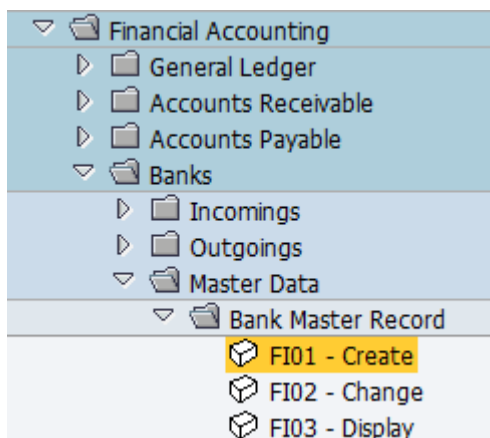 Financial Accounting
General Ledger
Accounts Receivable
Accounts Payable
Banks
Incomings
Outgoings
Master Data
Bank Master Record
FI01 - Create
FI02 - Change
FI03 - Display